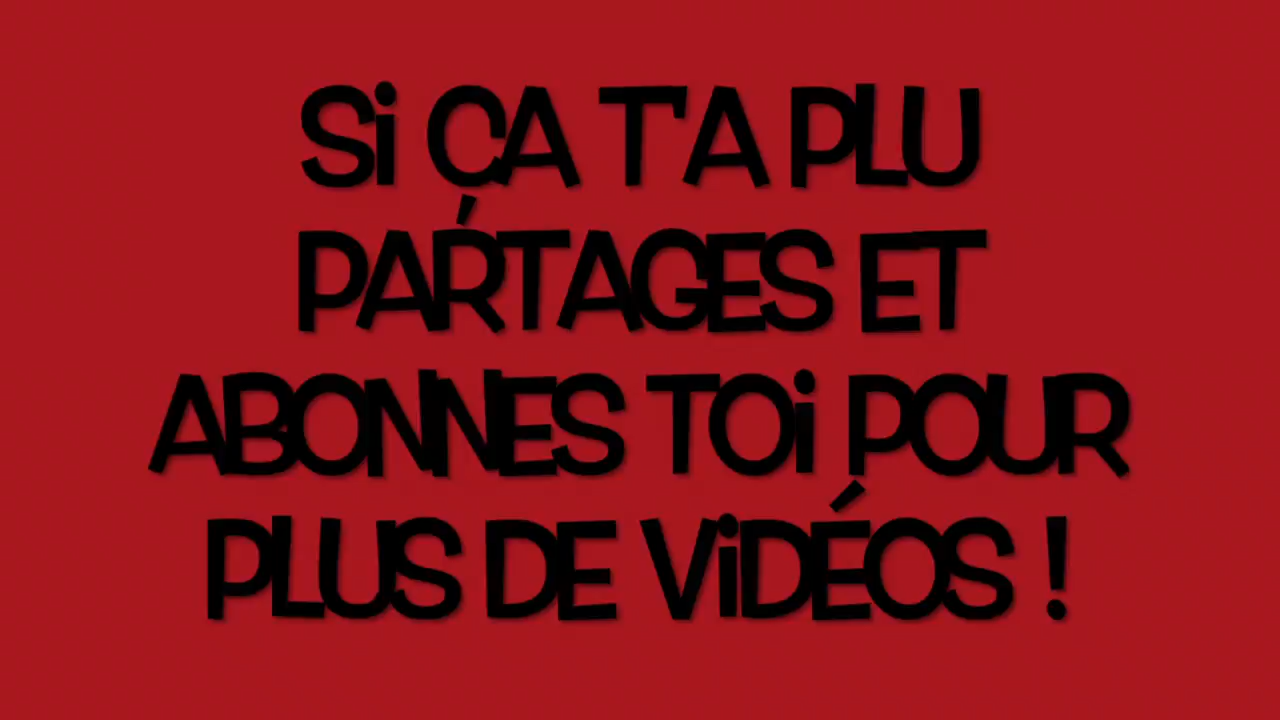 Si ÇA T'A PLU
PARTAGES ET
ABONNES TOi POUR
PLUS DE ViDÉOS !